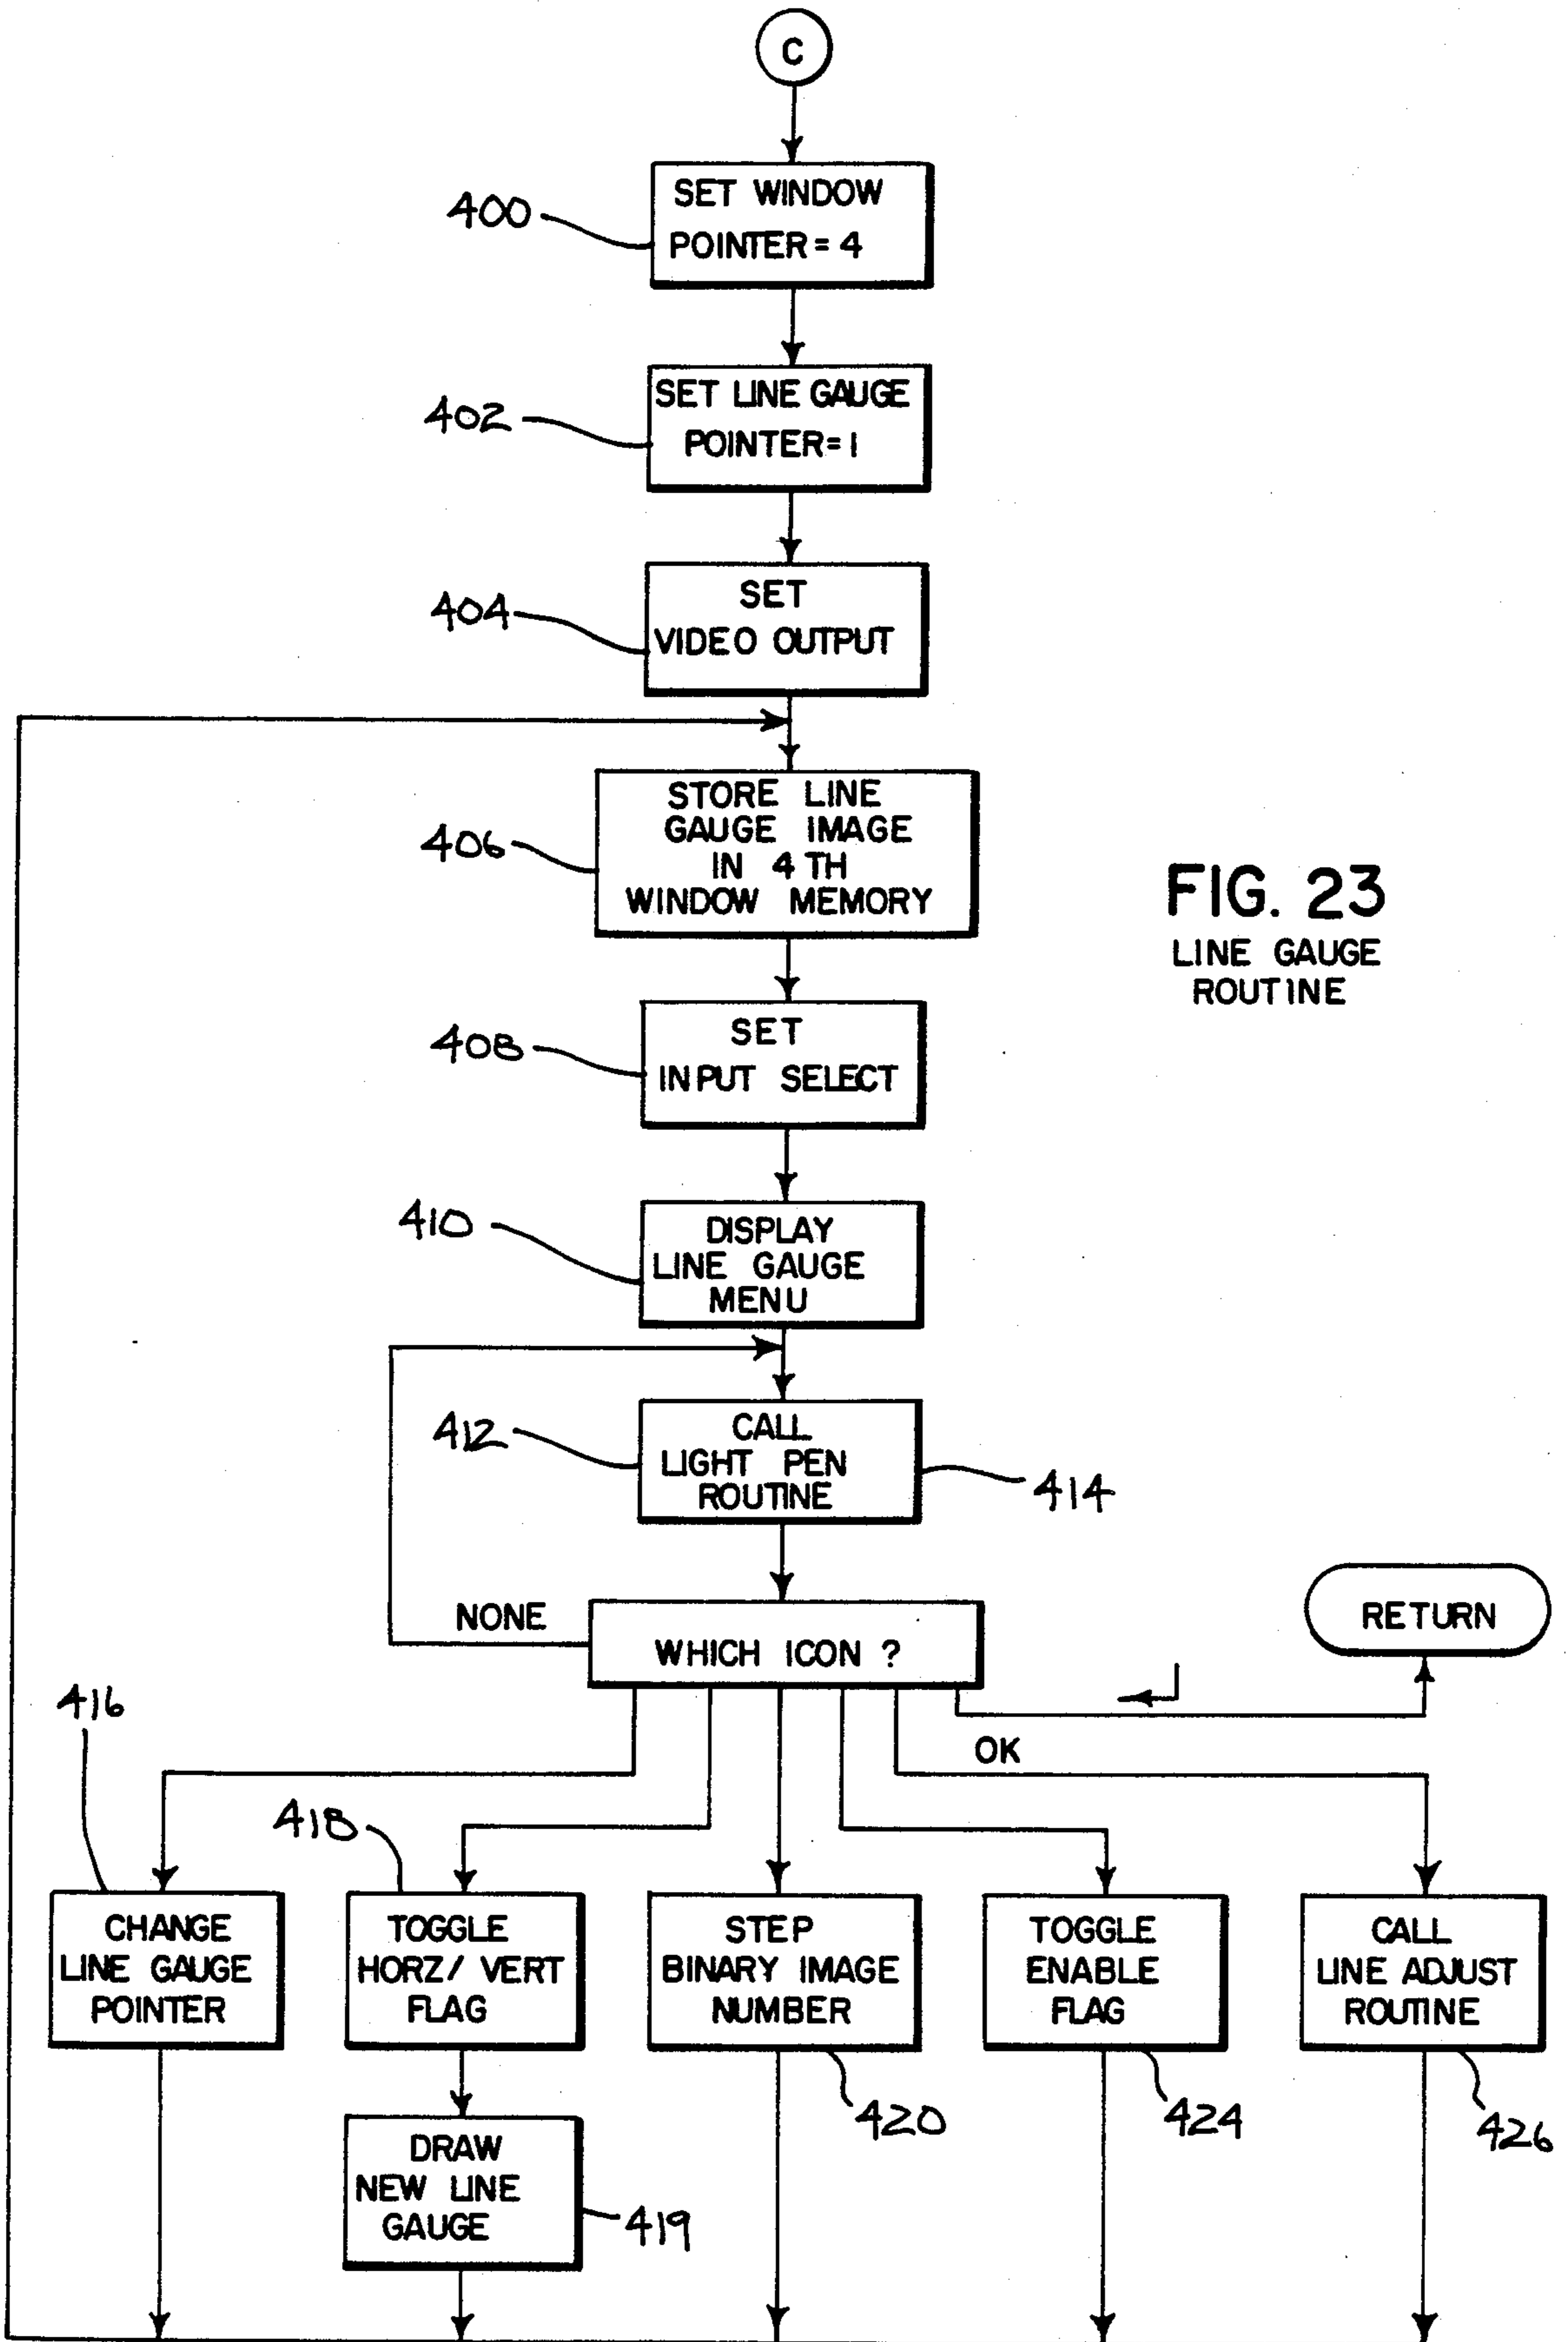 C
400
SET WINDOW
POINTER = 4
402
SET LINE GAUGE
POINTER = 1
404
SET
VIDEO OUTPUT
406
STORE LINE
GAUGE IMAGE
IN 4 TH
WINDOW MEMORY
FIG. 23
LINE GAUGE
ROUTINE
408
SET
INPUT SELECT
410
DISPLAY
LINE GAUGE
MENU
412
CALL
LIGHT PEN
ROUTINE
414
NONE
WHICH ICON ?
RETURN
OK
416
418
CHANGE
LINE GAUGE
POINTER
TOGGLE
HORZ/ VERT
FLAG
STEP
BINARY IMAGE
NUMBER
TOGGLE
ENABLE
FLAG
CALL
LINE ADJUST
ROUTINE
420
424
426
DRAW
NEW LINE
GAUGE
419